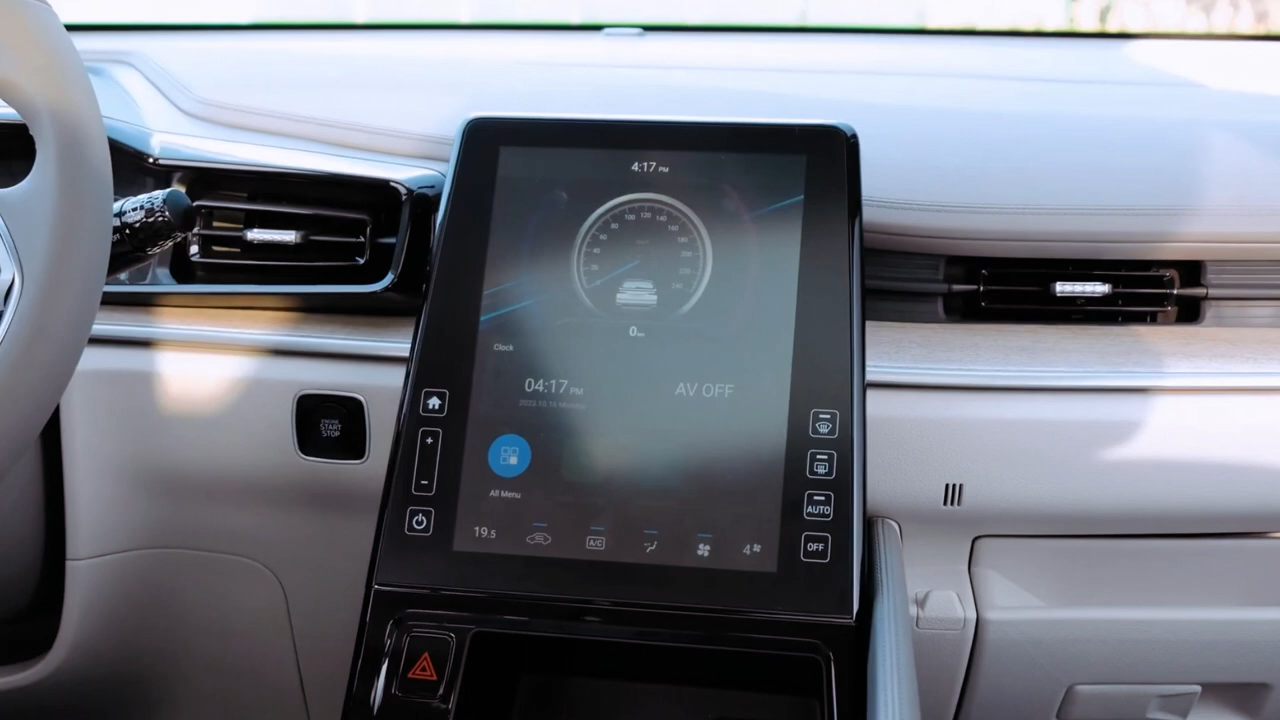 4:17 PM
100 120 140
80 160
60 180
40 200
20 220
240
0 km
Clock
04:17 PM
AV OFF
ENGINE
START
STOP
+
-
All Menu
AUTO
19.5
A/C
4
OFF